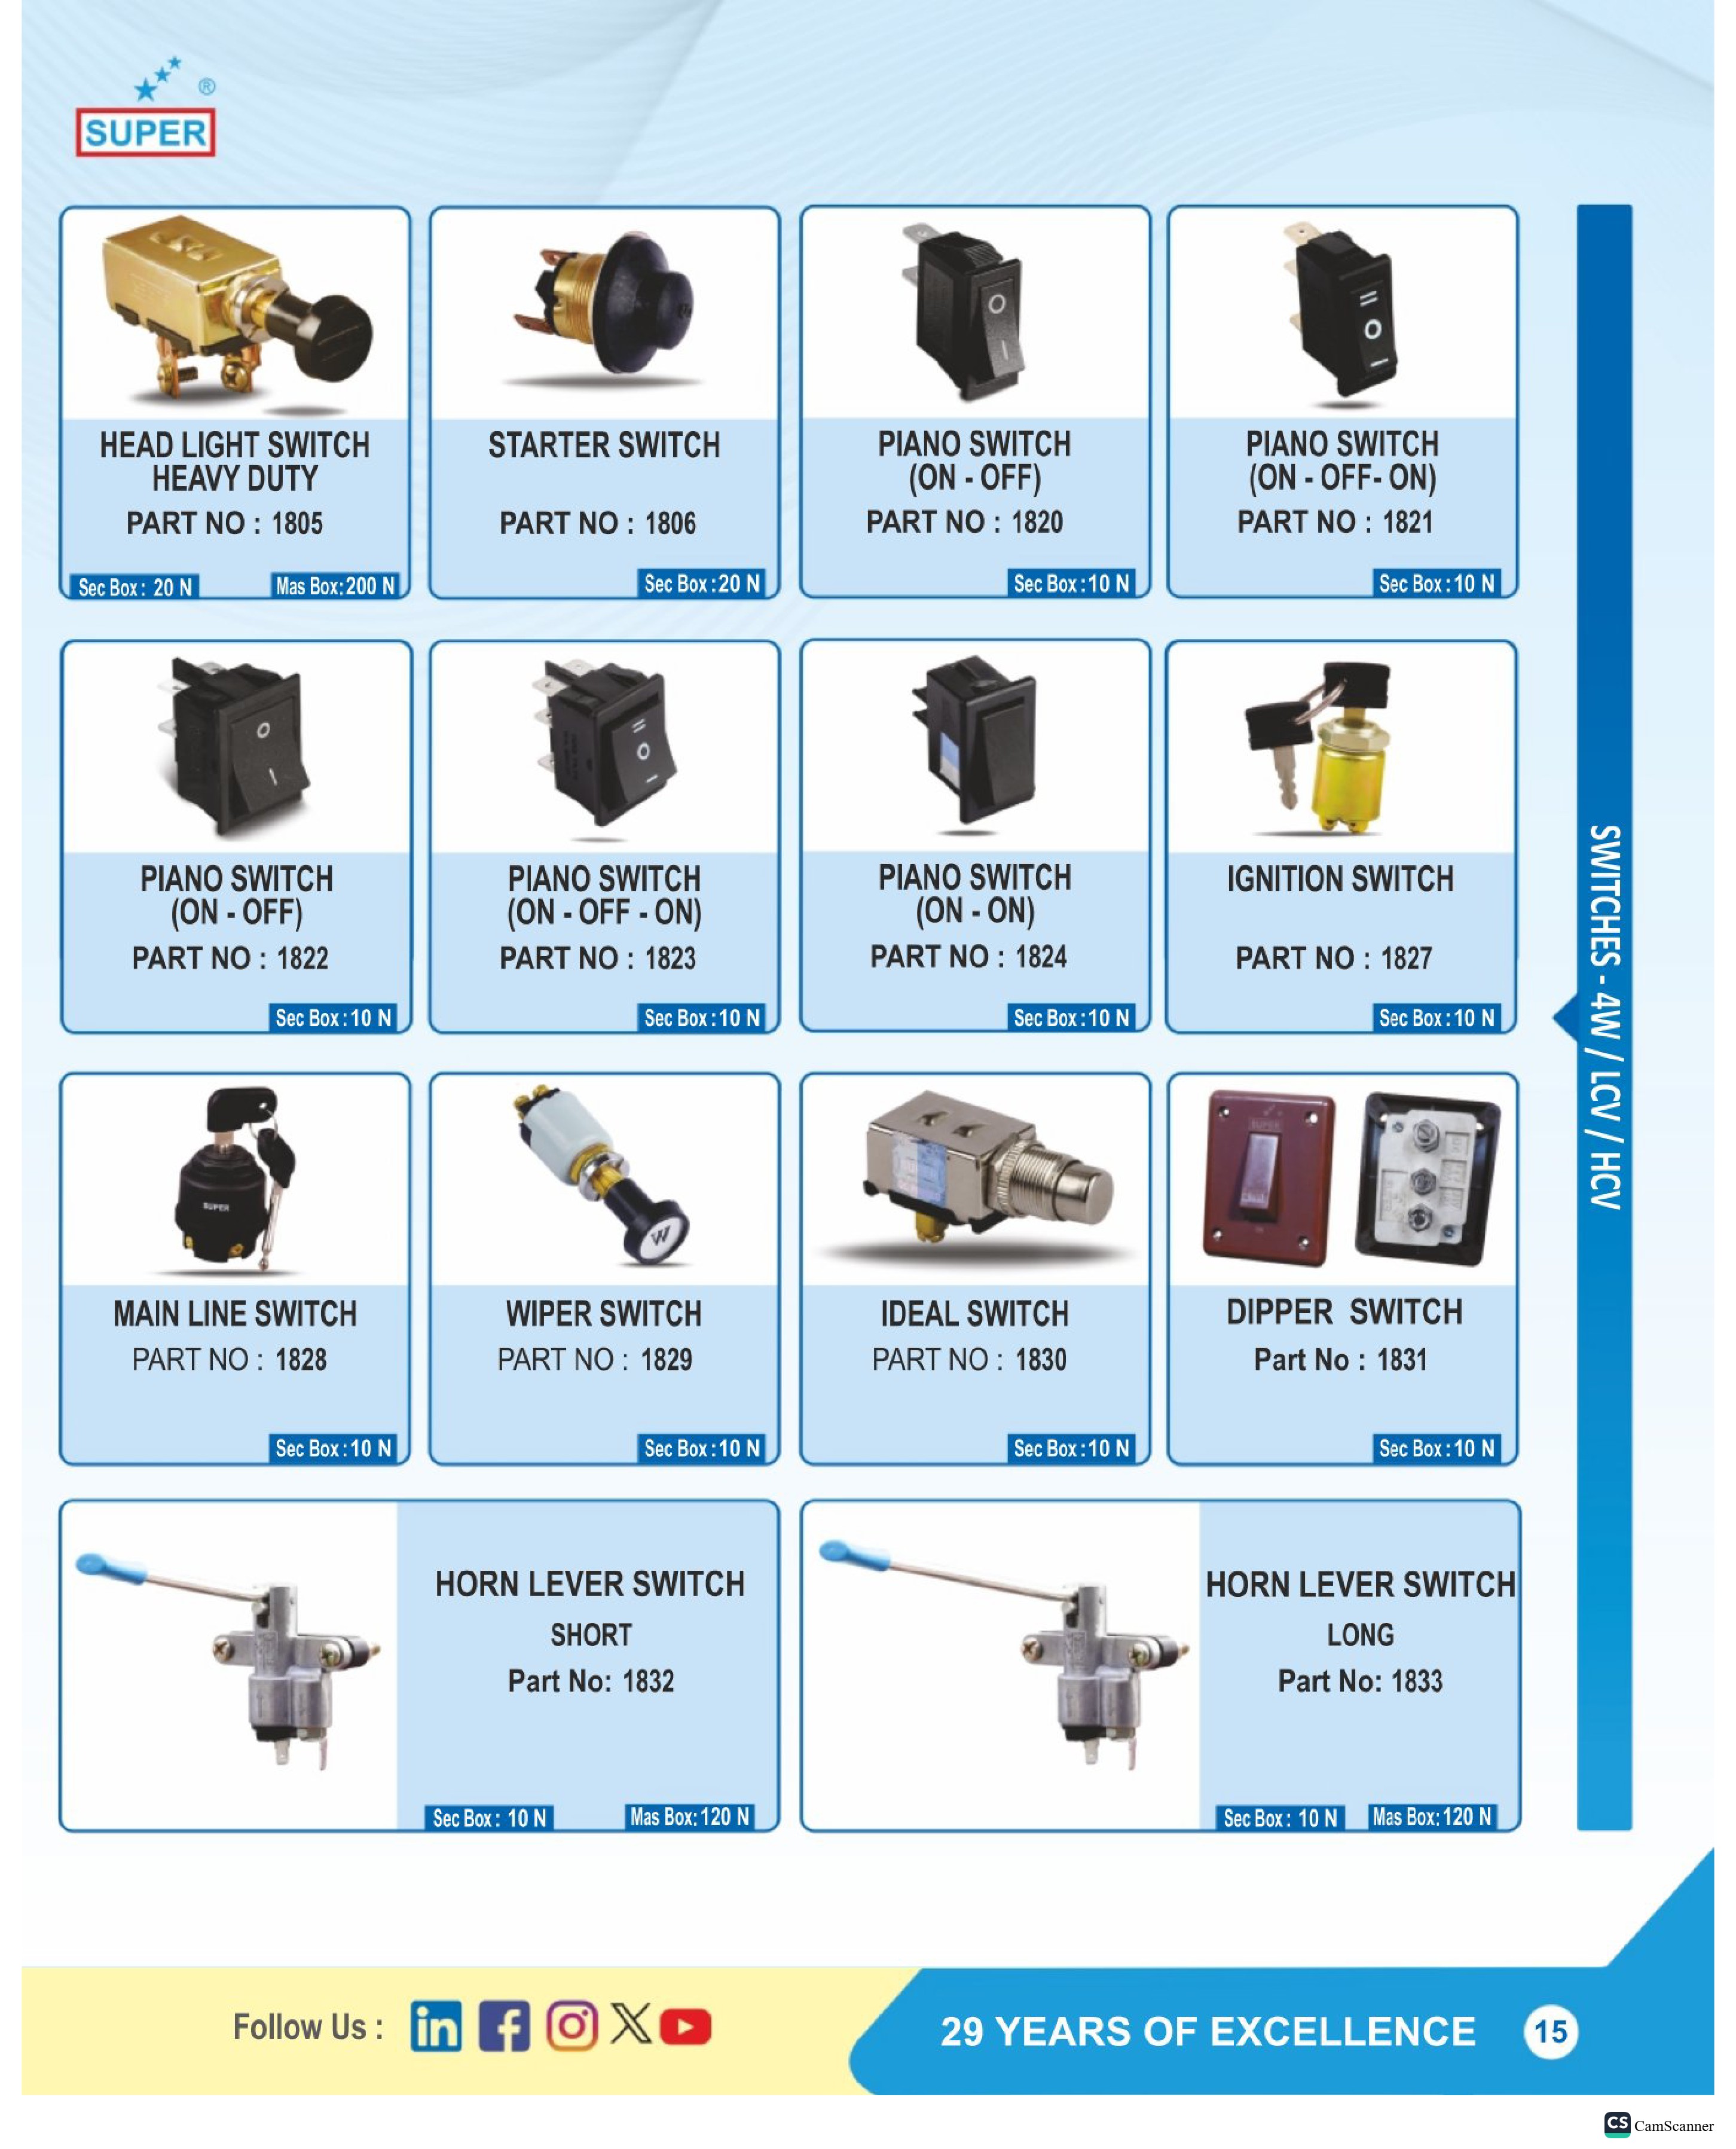 SUPER
®
HEAD LIGHT SWITCH
HEAVY DUTY
PART NO : 1805
Sec Box : 20 N
Mas Box: 200 N
STARTER SWITCH
PART NO : 1806
Sec Box : 20 N
PIANO SWITCH
(ON - OFF)
PART NO : 1820
Sec Box : 10 N
PIANO SWITCH
(ON - OFF- ON)
PART NO : 1821
Sec Box : 10 N
PIANO SWITCH
(ON - OFF)
PART NO : 1822
Sec Box : 10 N
PIANO SWITCH
(ON - OFF - ON)
PART NO : 1823
Sec Box : 10 N
PIANO SWITCH
(ON - ON)
PART NO : 1824
Sec Box : 10 N
IGNITION SWITCH
PART NO : 1827
Sec Box : 10 N
SUPER
MAIN LINE SWITCH
PART NO : 1828
Sec Box : 10 N
W
WIPER SWITCH
PART NO : 1829
Sec Box : 10 N
IDEAL SWITCH
PART NO : 1830
Sec Box : 10 N
SUPER
DIPPER SWITCH
Part No : 1831
Sec Box : 10 N
HORN LEVER SWITCH
SHORT
Part No: 1832
Sec Box : 10 N
Mas Box: 120 N
HORN LEVER SWITCH
LONG
Part No: 1833
Sec Box : 10 N
Mas Box: 120 N
SWITCHES - 4W / LCV / HCV
Follow Us :
29 YEARS OF EXCELLENCE
15
CS CamScanner